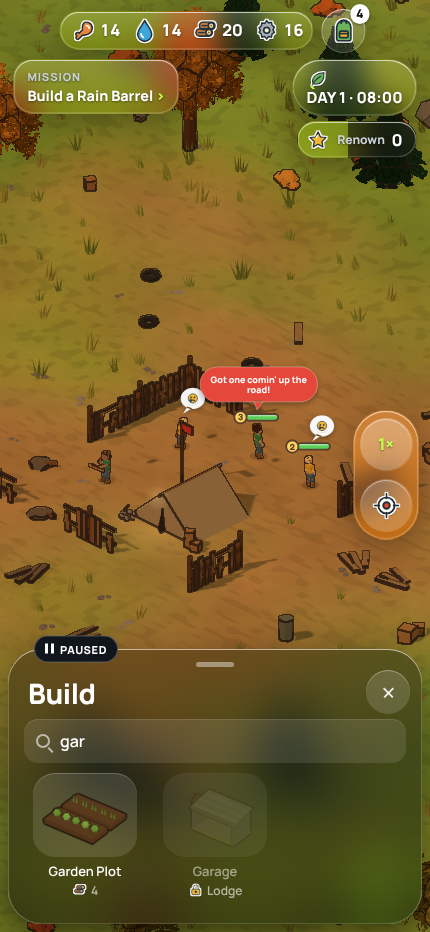 14 14 20 16 4
MISSION
Build a Rain Barrel ›
DAY 1 · 08:00
Renown 0
Got one comin' up the
road!
3
2
1×
PAUSED
Build
gar
Garden Plot
4
Garage
Lodge